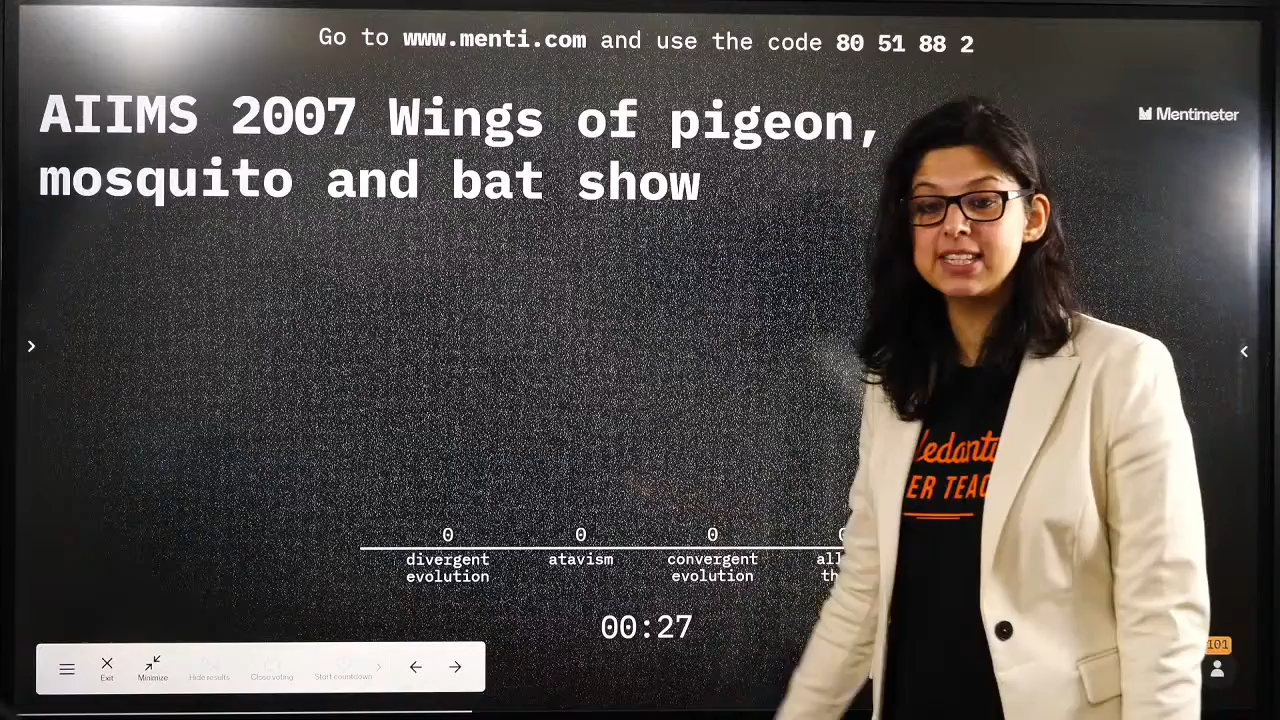 Go to www.menti.com and use the code 80 51 88 2
AIIMS 2007 Wings of pigeon,
mosquito and bat show
Mentimeter
0
0
0
divergent
evolution
atavism
convergent
evolution
all
00:27
Exit
Minimize
Hide results
Close voting
Start countdown
101
TEAC